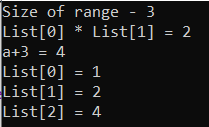 Size of range - 3
List[0] * List[1] = 2
a+3 = 4
List[0] = 1
List[1] = 2
List[2] = 4